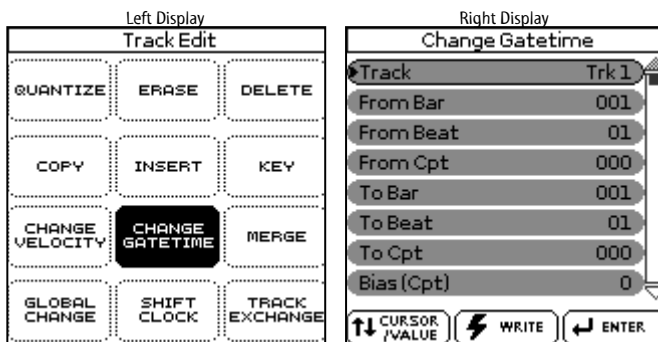 Left Display
Track Edit
QUANTIZE
ERASE
DELETE
COPY
INSERT
KEY
CHANGE
VELOCITY
CHANGE
GATETIME
MERGE
GLOBAL
CHANGE
SHIFT
CLOCK
TRACK
EXCHANGE
Right Display
Change Gatetime
Track Trk 1
From Bar 001
From Beat 01
From Cpt 000
To Bar 001
To Beat 01
To Cpt 000
Bias (Cpt) 0
CURSOR
/VALUE
WRITE
ENTER